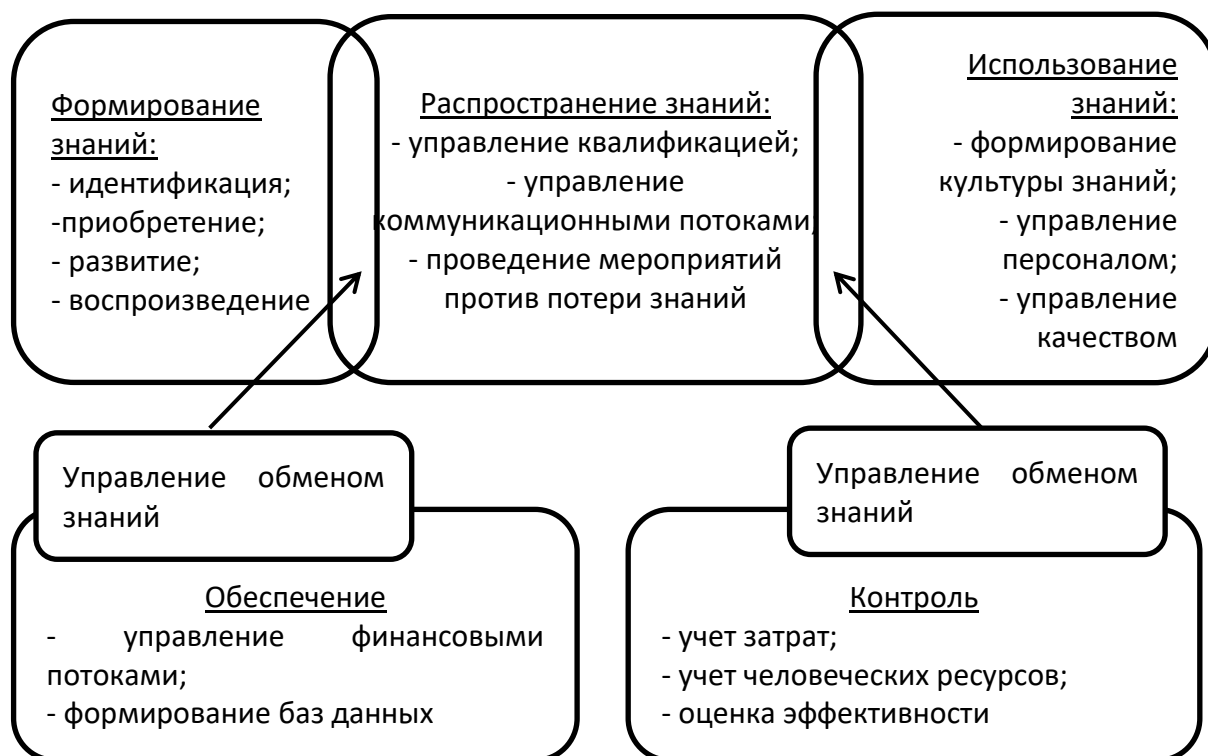 Формирование
знаний:
- идентификация;
-приобретение;
- развитие;
- воспроизведение
Распространение знаний:
- управление квалификацией;
- управление
коммуникационными потоками;
- проведение мероприятий
против потери знаний
Использование
знаний:
- формирование
культуры знаний;
- управление
персоналом;
- управление
качеством
Управление обменом
знаний
Управление обменом
знаний
Обеспечение
- управление финансовыми
потоками;
- формирование баз данных
Контроль
- учет затрат;
- учет человеческих ресурсов;
- оценка эффективности